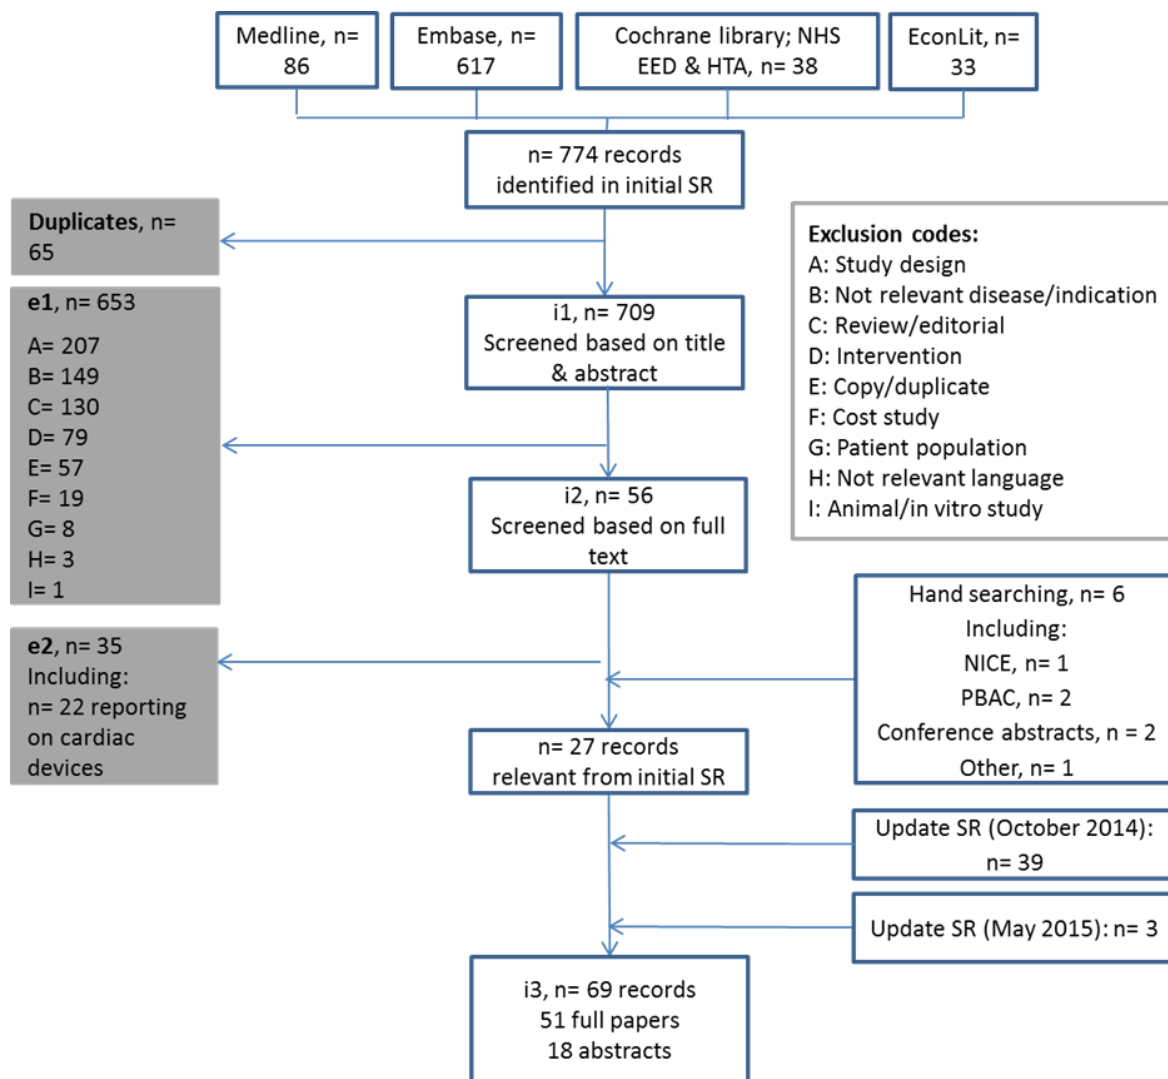 Medline, n=
86
Embase, n=
617
Cochrane library; NHS
EED & HTA, n= 38
EconLit, n=
33
n= 774 records
identified in initial SR
Duplicates, n=
65
e1, n= 653
A= 207
B= 149
C= 130
D= 79
E= 57
F= 19
G= 8
H= 3
I= 1
i1, n= 709
Screened based on title
& abstract
Exclusion codes:
A: Study design
B: Not relevant disease/indication
C: Review/editorial
D: Intervention
E: Copy/duplicate
F: Cost study
G: Patient population
H: Not relevant language
I: Animal/in vitro study
i2, n= 56
Screened based on full
text
Hand searching, n= 6
Including:
NICE, n= 1
PBAC, n= 2
Conference abstracts, n = 2
Other, n= 1
e2, n= 35
Including:
n= 22 reporting
on cardiac
devices
n= 27 records
relevant from initial SR
Update SR (October 2014):
n= 39
Update SR (May 2015): n= 3
i3, n= 69 records
51 full papers
18 abstracts